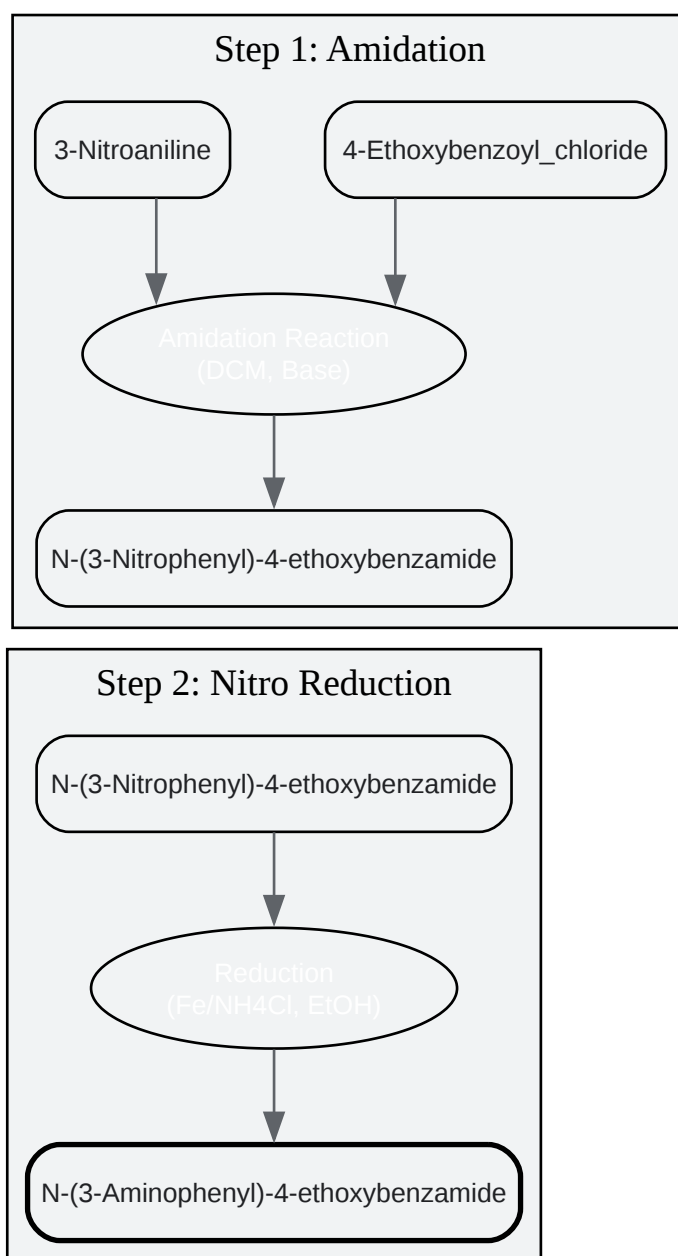 Step 1: Amidation
3-Nitroaniline
4-Ethoxybenzoyl_chloride
Amidation Reaction
(DCM, Base)
N-(3-Nitrophenyl)-4-ethoxybenzamide
Step 2: Nitro Reduction
N-(3-Nitrophenyl)-4-ethoxybenzamide
Reduction
(Fe/NH4Cl, EtOH)
N-(3-Aminophenyl)-4-ethoxybenzamide